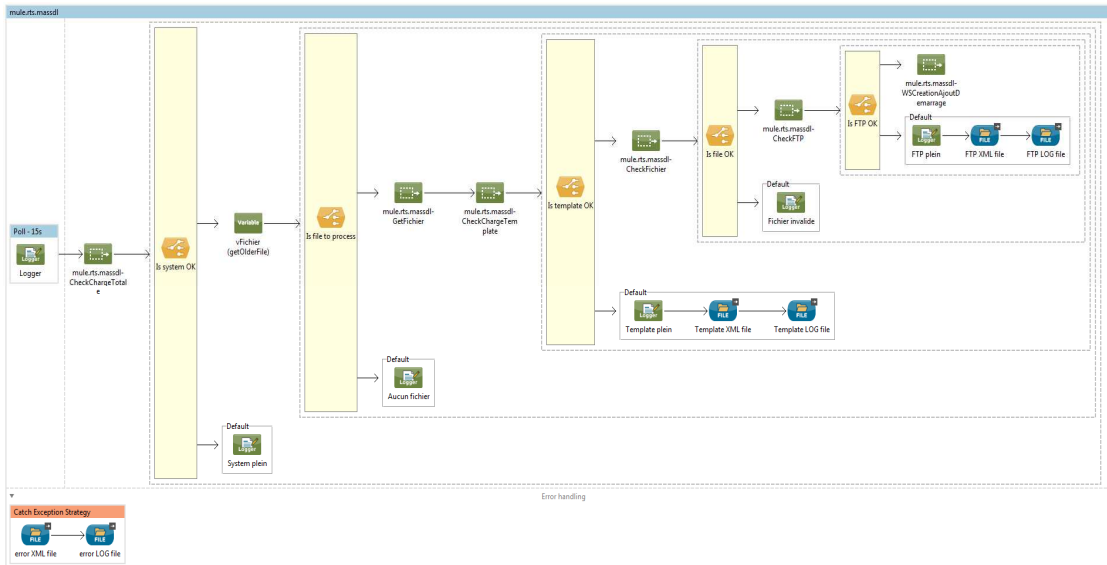 mule.rts.massdl
Poll - 15s
Logger
Logger
mule.rts.massdl-
CheckChargeTotal
e
Is system OK
Variable
vFichier
(getOlderFile)
Default
Logger
System plein
Is file to process
mule.rts.massdl-
GetFichier
mule.rts.massdl-
CheckChargeTem
plate
Default
Logger
Aucun fichier
Is template OK
mule.rts.massdl-
CheckFichier
Default
Logger
Template plein
FILE
Template XML file
FILE
Template LOG file
Is file OK
mule.rts.massdl-
CheckFTP
Default
Logger
Fichier invalide
Is FTP OK
mule.rts.massdl-
WSCreationAjoutD
emarrage
Default
Logger
FTP plein
FILE
FTP XML file
FILE
FTP LOG file
Error handling
Catch Exception Strategy
FILE
error XML file
FILE
error LOG file